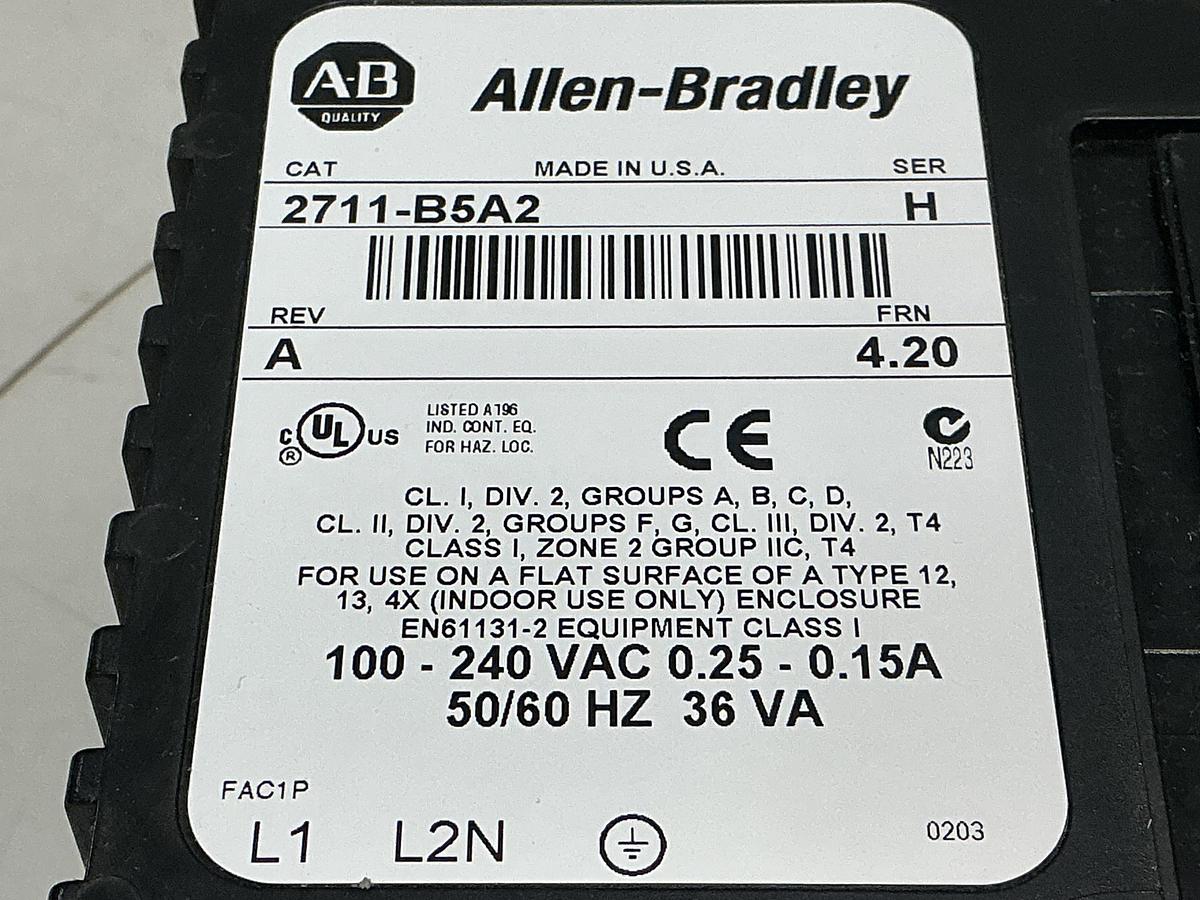 A-B
QUALITY
Allen-Bradley
CAT MADE IN U.S.A. SER
2711-B5A2 H
REV FRN
A 4.20
C UL US
®
LISTED A196
IND. CONT. EQ.
FOR HAZ. LOC.
CE
N223
CL. I, DIV. 2, GROUPS A, B, C, D,
CL. II, DIV. 2, GROUPS F, G, CL. III, DIV. 2, T4
CLASS I, ZONE 2 GROUP IIC, T4
FOR USE ON A FLAT SURFACE OF A TYPE 12,
13, 4X (INDOOR USE ONLY) ENCLOSURE
EN61131-2 EQUIPMENT CLASS I
100 - 240 VAC 0.25 - 0.15A
50/60 HZ 36 VA
FAC1P
L1 L2N
0203